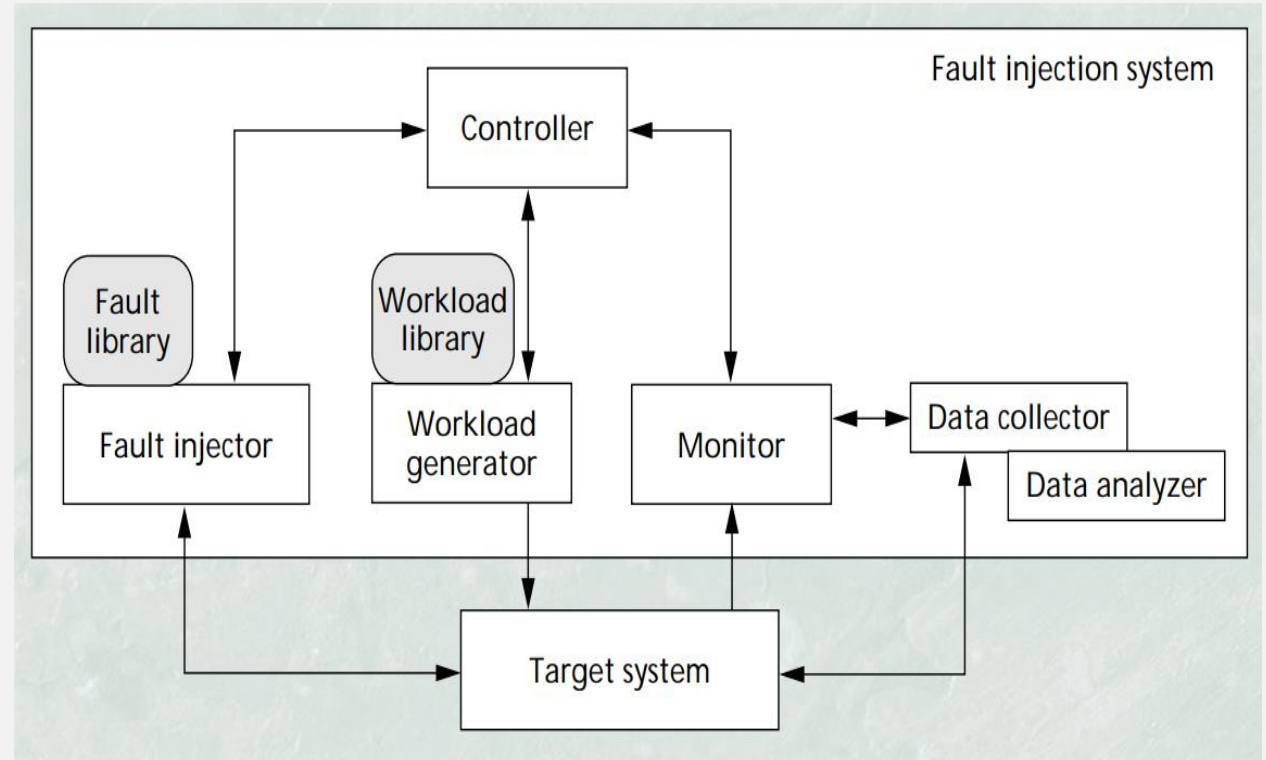 Fault injection system
Controller
Fault
library
Workload
library
Fault injector
Workload
generator
Monitor
Data collector
Data analyzer
Target system